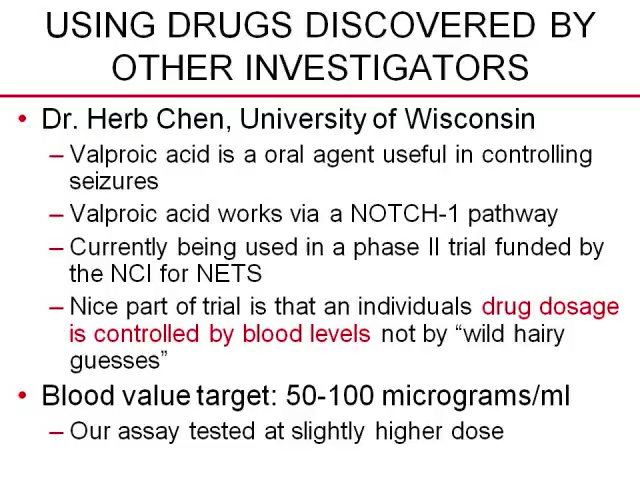 USING DRUGS DISCOVERED BY
OTHER INVESTIGATORS
• Dr. Herb Chen, University of Wisconsin
– Valproic acid is a oral agent useful in controlling
seizures
– Valproic acid works via a NOTCH-1 pathway
– Currently being used in a phase II trial funded by
the NCI for NETS
– Nice part of trial is that an individuals drug dosage
is controlled by blood levels not by “wild hairy
guesses”
• Blood value target: 50-100 micrograms/ml
– Our assay tested at slightly higher dose